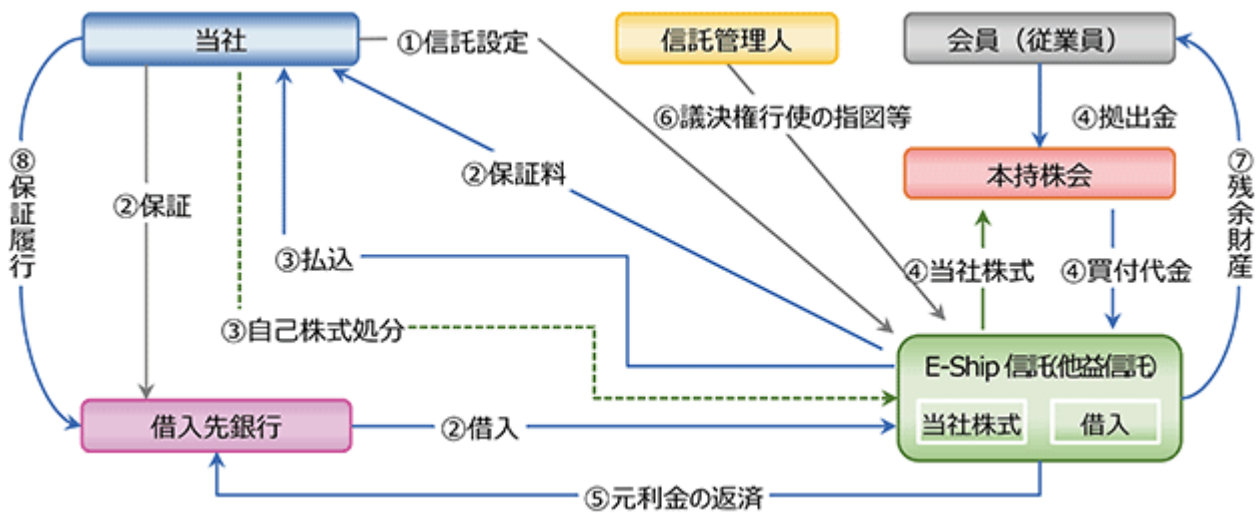 当社
信託管理人
会員（従業員）
①信託設定
⑥議決権行使の指図等
④拠出金
②保証料
本持株会
⑧保証履行
②保証
⑦残余財産
③払込
④当社株式
④買付代金
③自己株式処分
E-Ship 信託(他益信託)
当社株式
借入
借入先銀行
②借入
⑤元利金の返済